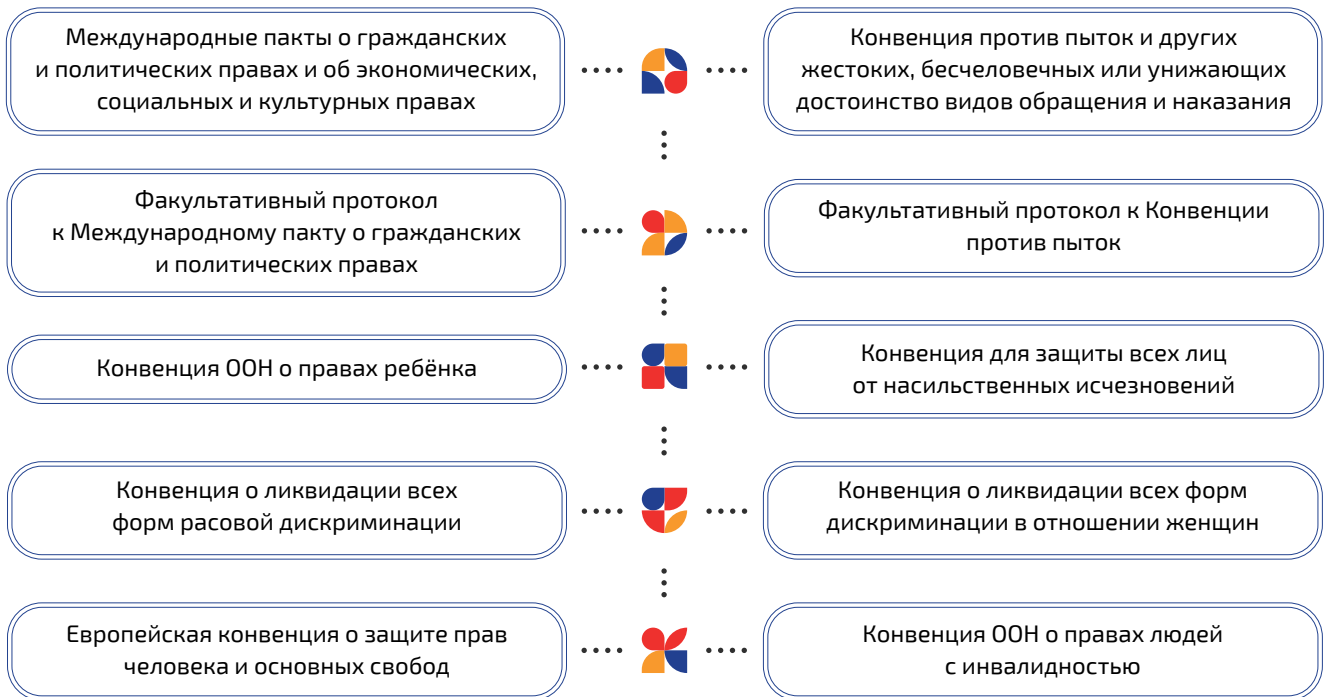 Международные пакты о гражданских
и политических правах и об экономических,
социальных и культурных правах
Конвенция против пыток и других
жестоких, бесчеловечных или унижающих
достоинство видов обращения и наказания
Факультативный протокол
к Международному пакту о гражданских
и политических правах
Факультативный протокол к Конвенции
против пыток
Конвенция ООН о правах ребёнка
Конвенция для защиты всех лиц
от насильственных исчезновений
Конвенция о ликвидации всех
форм расовой дискриминации
Конвенция о ликвидации всех форм
дискриминации в отношении женщин
Европейская конвенция о защите прав
человека и основных свобод
Конвенция ООН о правах людей
с инвалидностью